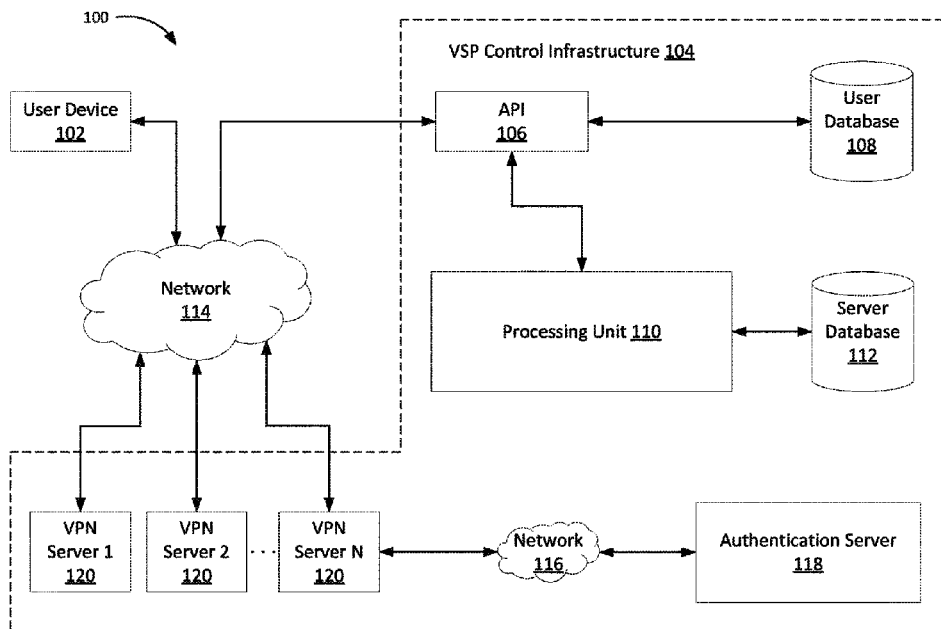 100
VSP Control Infrastructure 104
User Device
102
API
106
User
Database
108
Network
114
Processing Unit 110
Server
Database
112
VPN
Server 1
120
VPN
Server 2
120
. . .
VPN
Server N
120
Network
116
Authentication Server
118